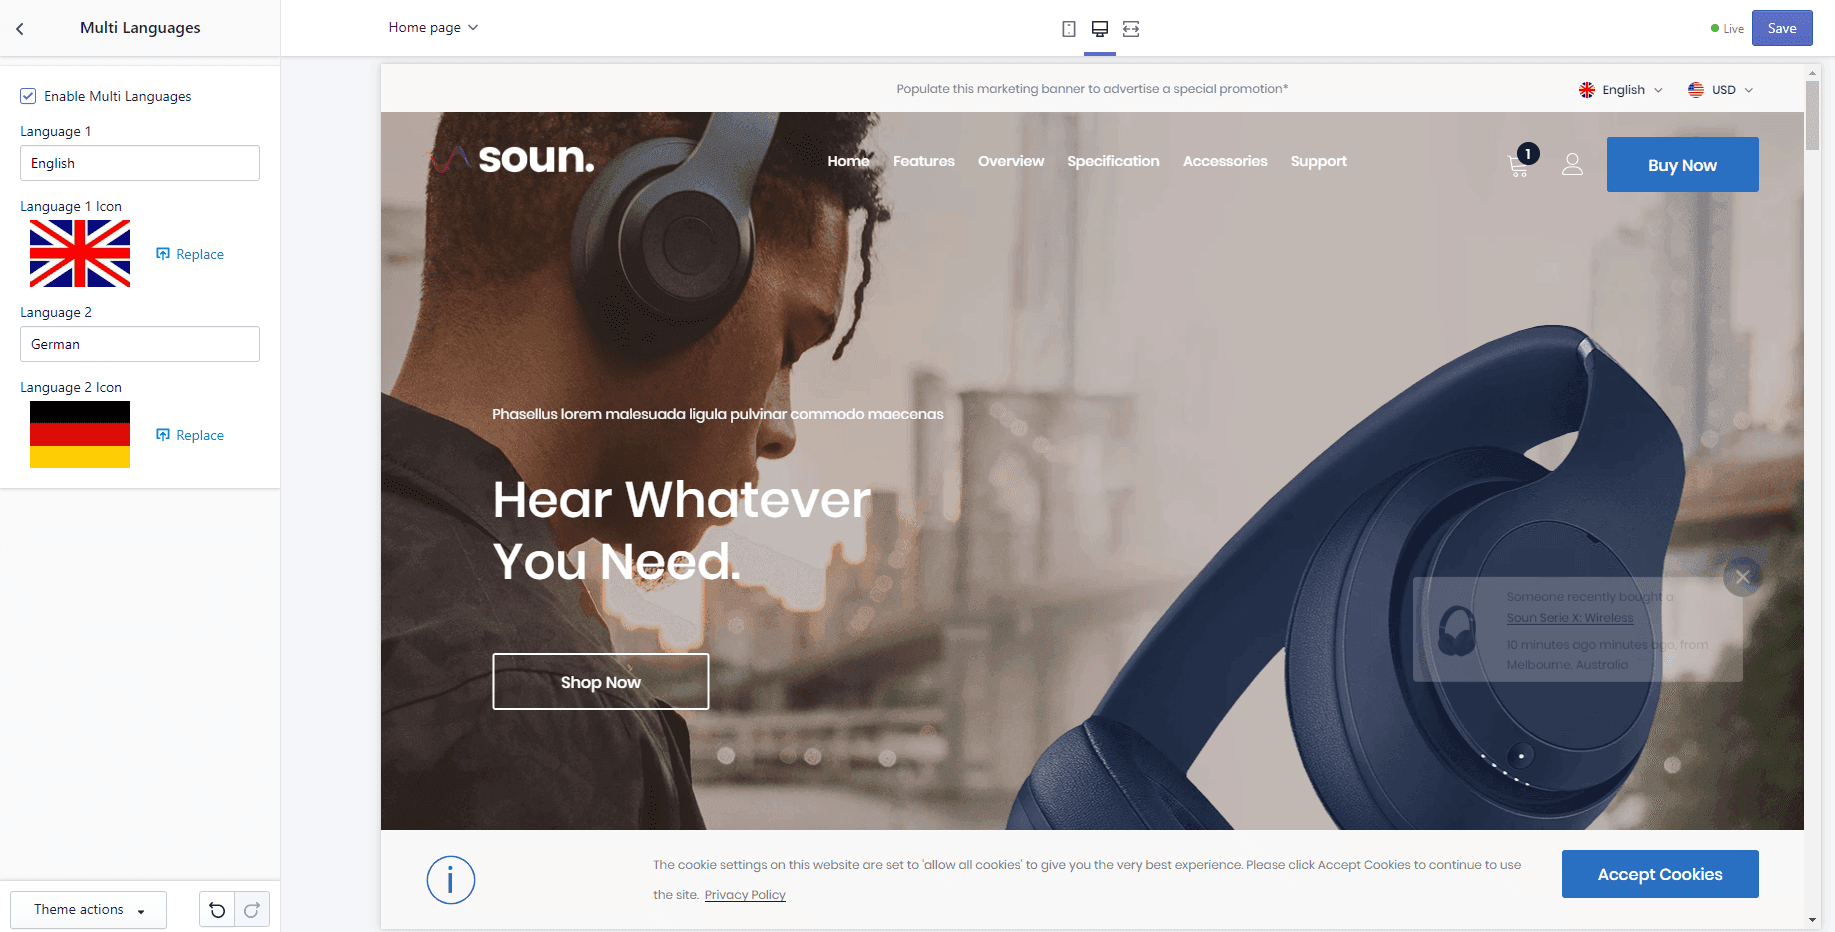 Multi Languages
Home page
Live
Save
Enable Multi Languages
Language 1
English
Language 1 Icon
Replace
Language 2
German
Language 2 Icon
Replace
Theme actions
Populate this marketing banner to advertise a special promotion*
English
USD
soun.
Home
Features
Overview
Specification
Accessories
Support
1
Buy Now
Phasellus lorem malesuada ligula pulvinar commodo maecenas
Hear Whatever
You Need.
Shop Now
Someone recently bought a
Soun Serie X: Wireless
10 minutes ago minutes ago, from
Melbourne, Australia
The cookie settings on this website are set to 'allow all cookies' to give you the very best experience. Please click Accept Cookies to continue to use
the site. Privacy Policy
Accept Cookies